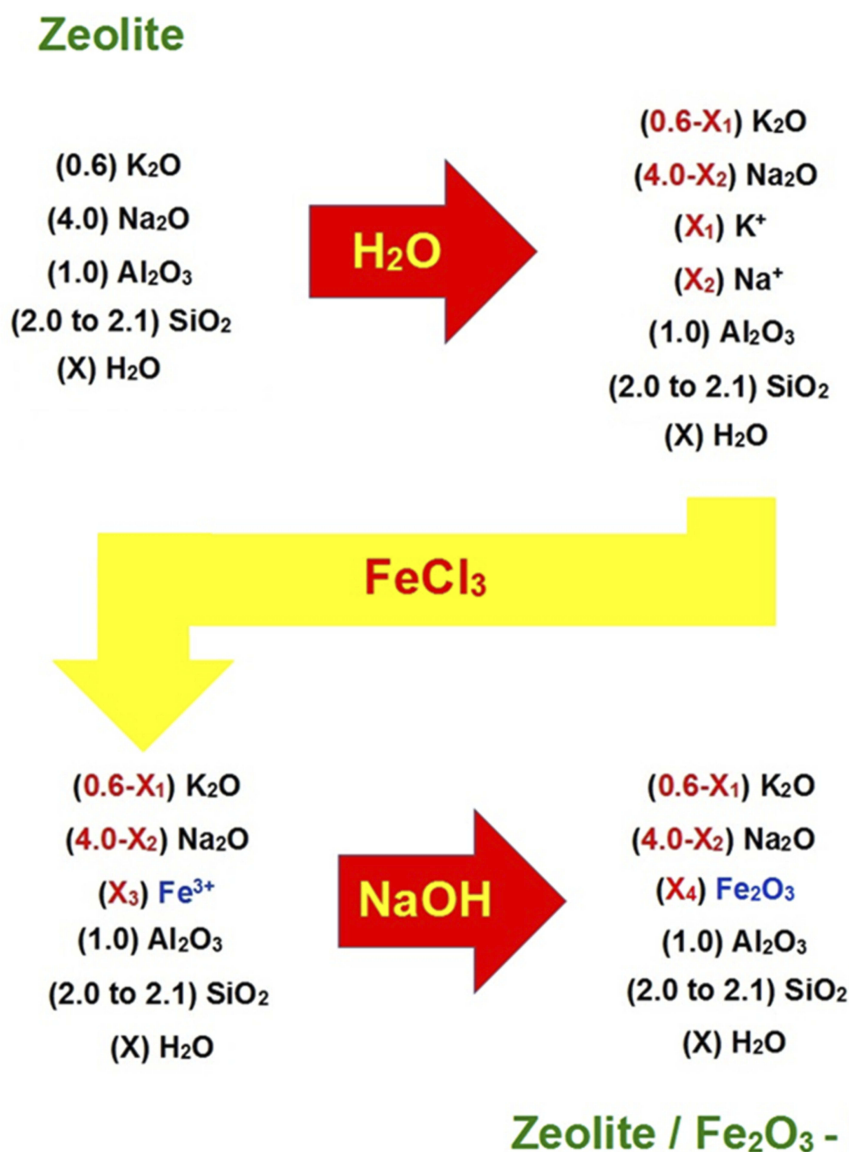 Zeolite
(0.6) K₂O
(4.0) Na₂O
(1.0) Al₂O₃
(2.0 to 2.1) SiO₂
(X) H₂O
H₂O
(0.6-X₁) K₂O
(4.0-X₂) Na₂O
(X₁) K⁺
(X₂) Na⁺
(1.0) Al₂O₃
(2.0 to 2.1) SiO₂
(X) H₂O
FeCl₃
(0.6-X₁) K₂O
(4.0-X₂) Na₂O
(X₃) Fe³⁺
(1.0) Al₂O₃
(2.0 to 2.1) SiO₂
(X) H₂O
NaOH
(0.6-X₁) K₂O
(4.0-X₂) Na₂O
(X₄) Fe₂O₃
(1.0) Al₂O₃
(2.0 to 2.1) SiO₂
(X) H₂O
Zeolite / Fe₂O₃ -